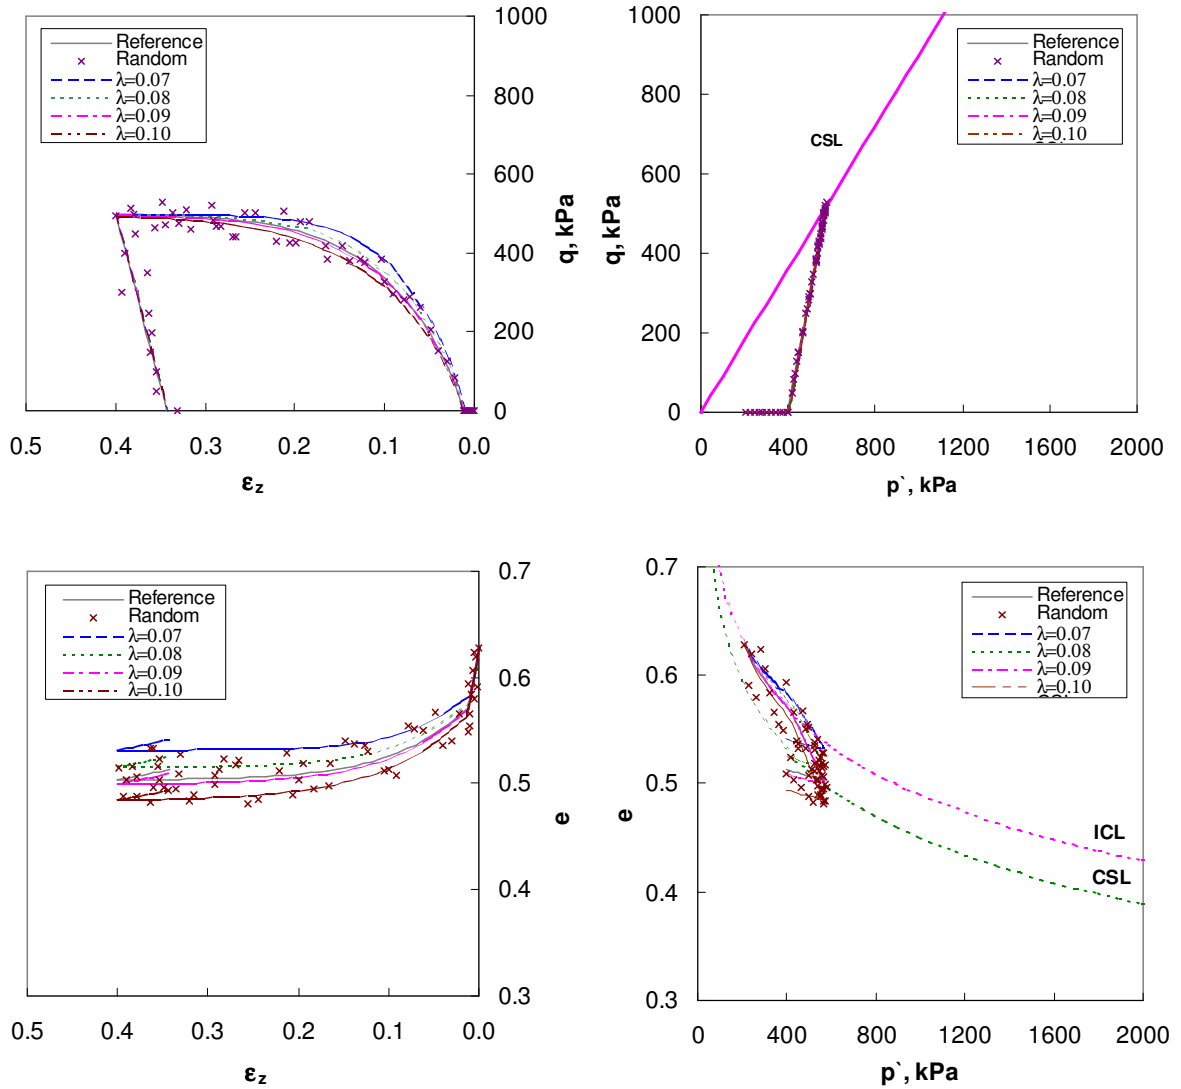 1000
800
600
400
200
0
q, kPa
0.5
0.4
0.3
0.2
0.1
0.0
εz
Reference
Random
λ=0.07
λ=0.08
λ=0.09
λ=0.10
1000
800
600
400
200
0
q, kPa
0
400
800
1200
1600
2000
p`, kPa
CSL
Reference
Random
λ=0.07
λ=0.08
λ=0.09
λ=0.10
0.7
0.6
0.5
0.4
0.3
e
0.5
0.4
0.3
0.2
0.1
0.0
εz
Reference
Random
λ=0.07
λ=0.08
λ=0.09
λ=0.10
0.7
0.6
0.5
0.4
0.3
e
0
400
800
1200
1600
2000
p`, kPa
Reference
Random
λ=0.07
λ=0.08
λ=0.09
λ=0.10
ICL
CSL